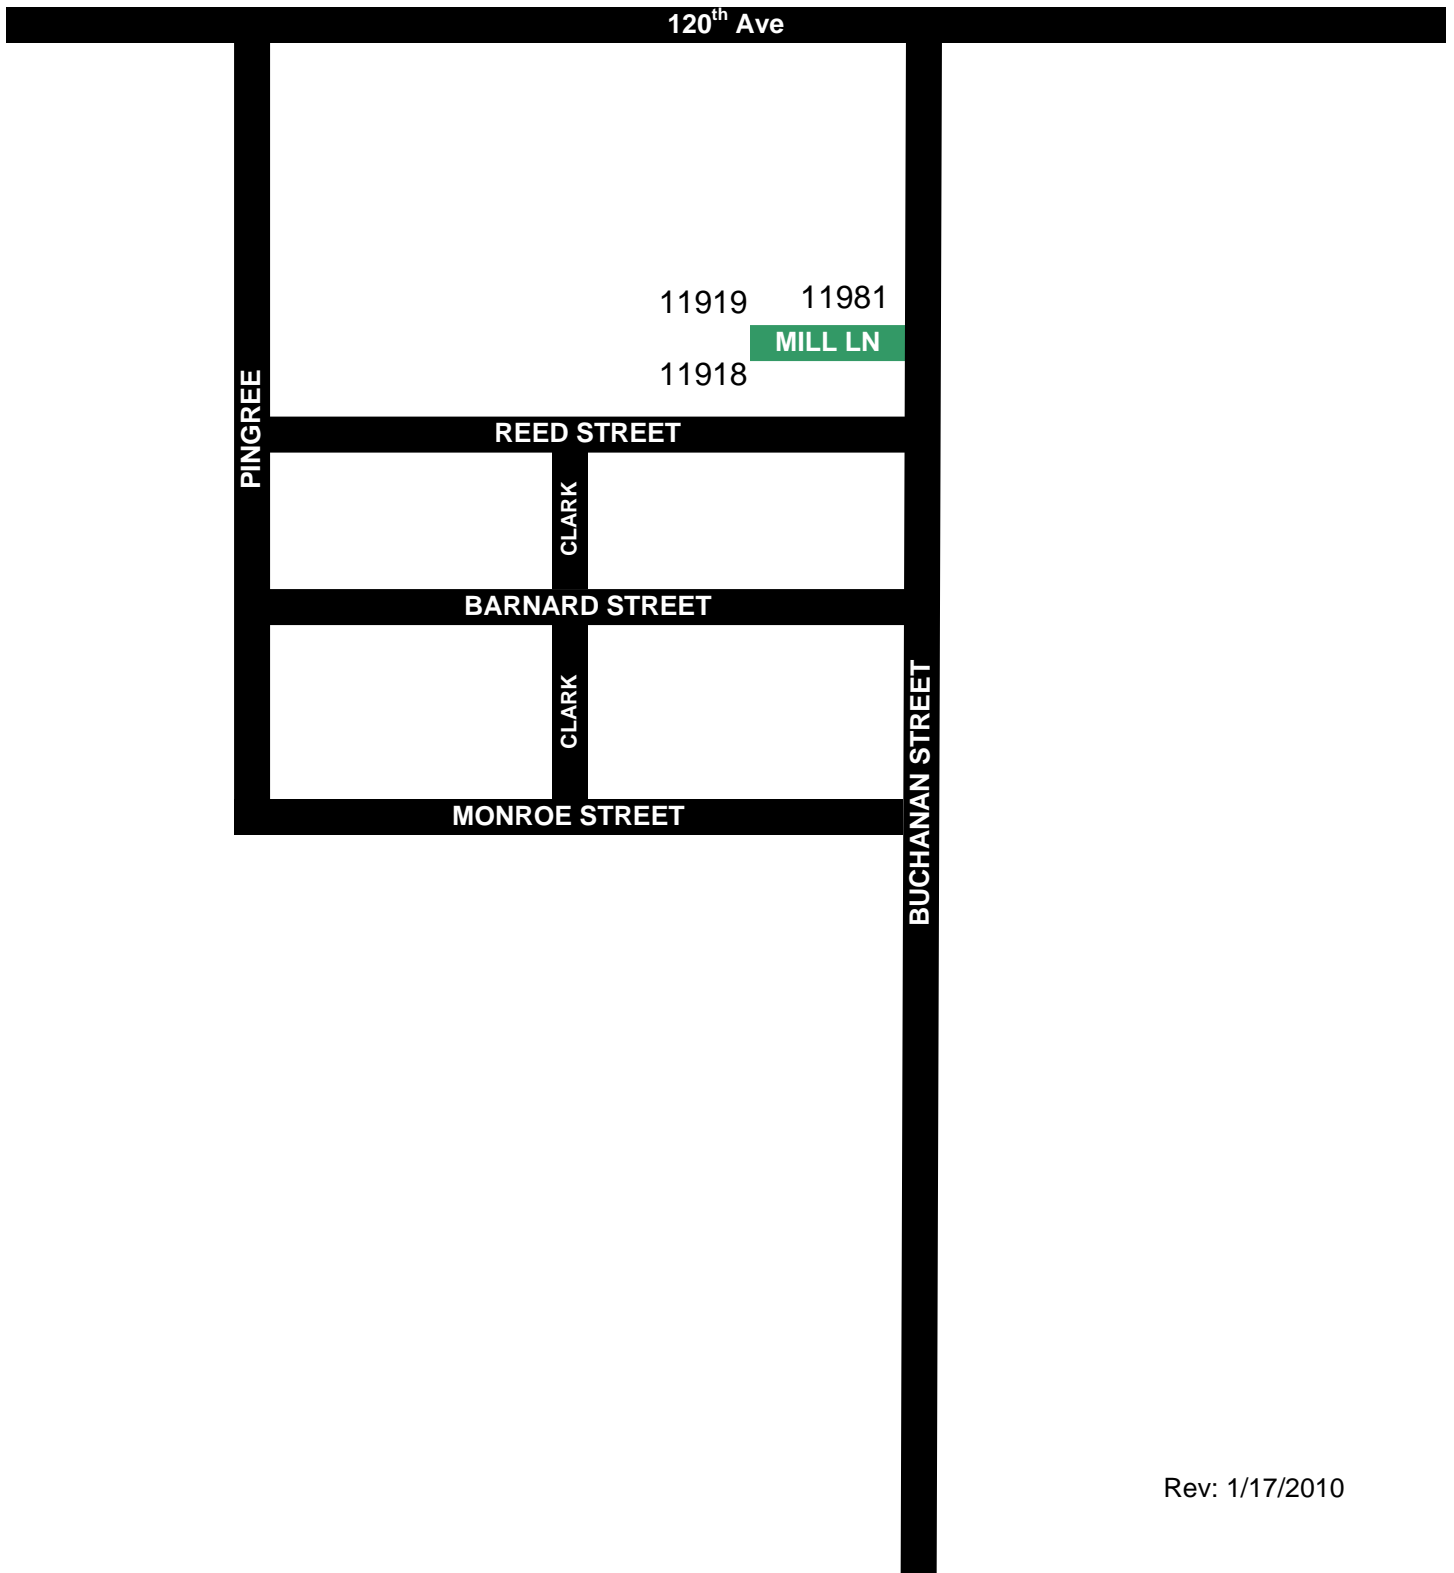 120th Ave
11919 11981
MILL LN
11918
PINGREE
REED STREET
CLARK
BARNARD STREET
CLARK
BUCHANAN STREET
MONROE STREET
Rev: 1/17/2010